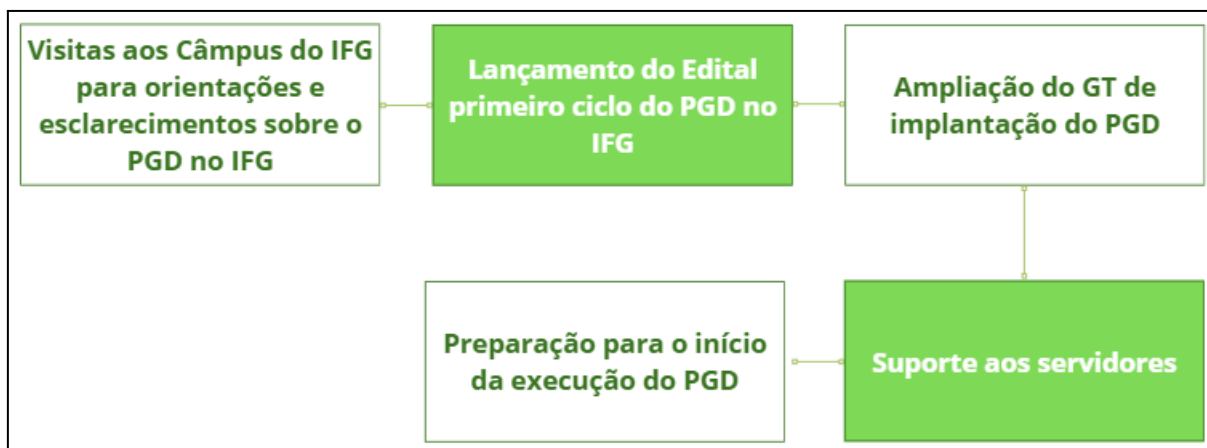 Visitas aos Câmpus do IFG
para orientações e
esclarecimentos sobre o
PGD no IFG
Lançamento do Edital
primeiro ciclo do PGD no
IFG
Ampliação do GT de
implantação do PGD
Preparação para o início
da execução do PGD
Suporte aos servidores